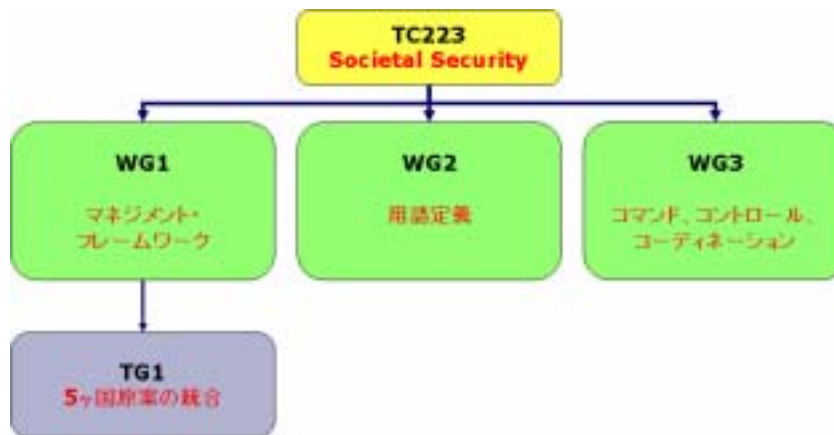 TC223
Societal Security
WG1
マネジメント・
フレームワーク
WG2
用語定義
WG3
コマンド、コントロール、
コーディネーション
TG1
5ヶ国原案の統合